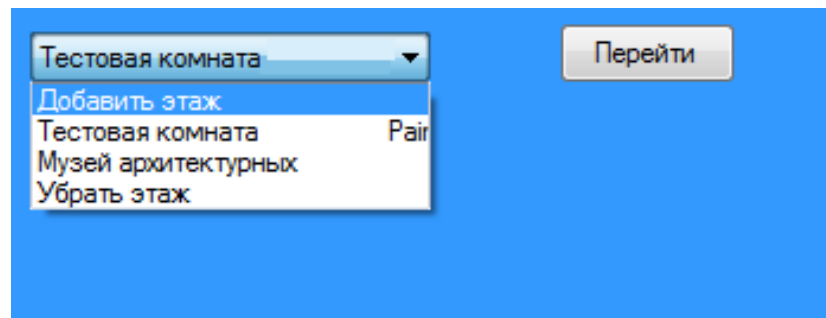 Тестовая комната
Перейти
Добавить этаж
Тестовая комната Pair
Музей архитектурных
Убрать этаж